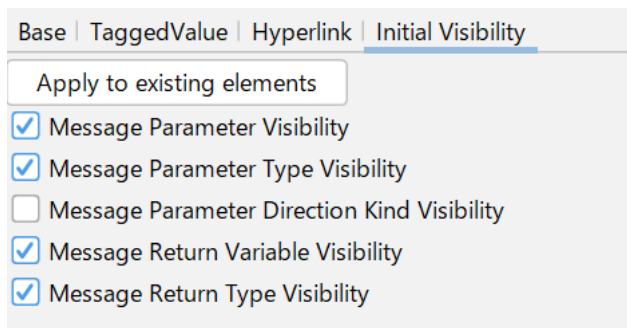 Base | TaggedValue | Hyperlink | Initial Visibility
Apply to existing elements
Message Parameter Visibility
Message Parameter Type Visibility
Message Parameter Direction Kind Visibility
Message Return Variable Visibility
Message Return Type Visibility